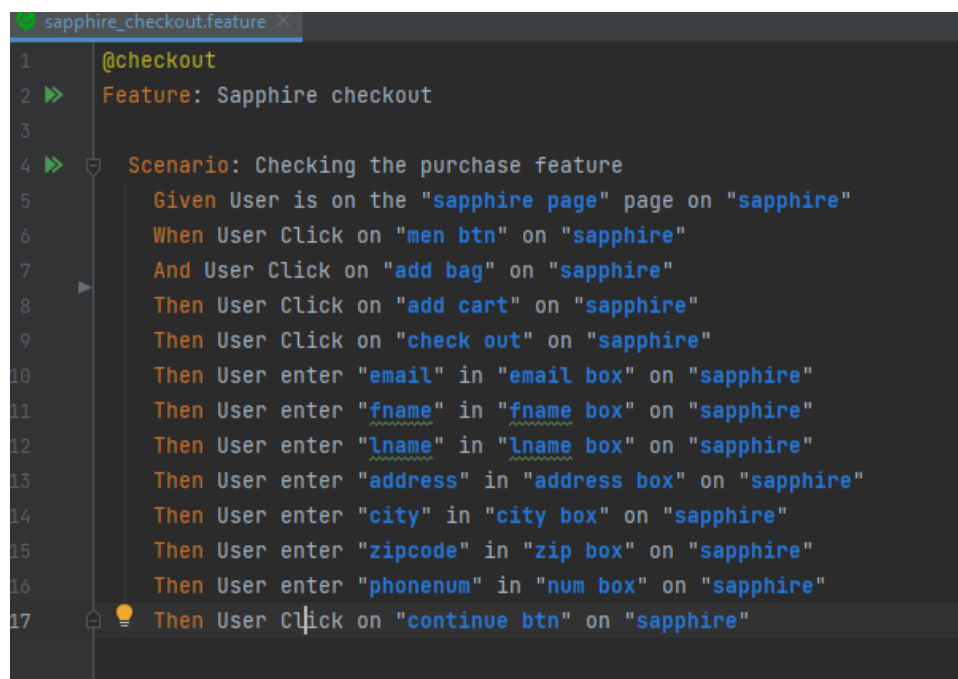 sapphire_checkout.feature ×
1 @checkout
2 Feature: Sapphire checkout
3
4 Scenario: Checking the purchase feature
5 Given User is on the "sapphire page" page on "sapphire"
6 When User Click on "men btn" on "sapphire"
7 And User Click on "add bag" on "sapphire"
8 Then User Click on "add cart" on "sapphire"
9 Then User Click on "check out" on "sapphire"
10 Then User enter "email" in "email box" on "sapphire"
11 Then User enter "fname" in "fname box" on "sapphire"
12 Then User enter "lname" in "lname box" on "sapphire"
13 Then User enter "address" in "address box" on "sapphire"
14 Then User enter "city" in "city box" on "sapphire"
15 Then User enter "zipcode" in "zip box" on "sapphire"
16 Then User enter "phonenum" in "num box" on "sapphire"
17 Then User Click on "continue btn" on "sapphire"